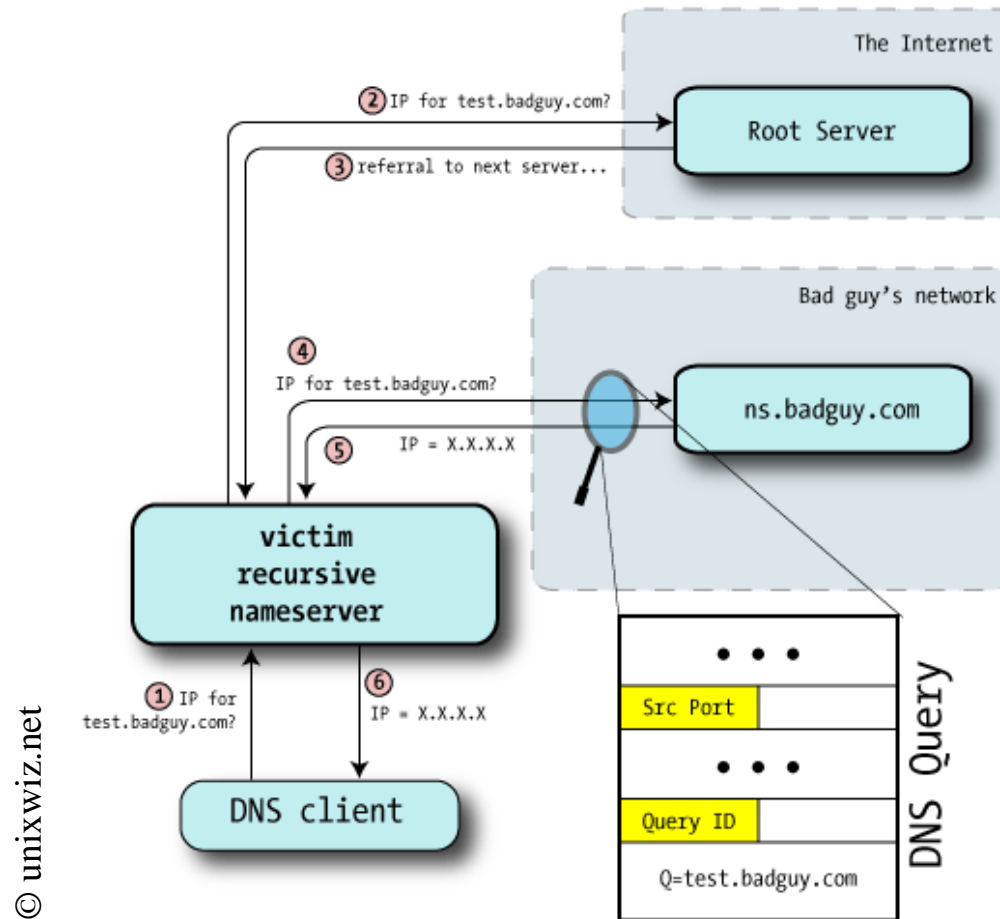 The Internet
2 IP for test.badguy.com?
Root Server
3 referral to next server...
Bad guy’s network
4
IP for test.badguy.com?
ns.badguy.com
5 IP = X.X.X.X
victim
recursive
nameserver
1 IP for
test.badguy.com?
6
IP = X.X.X.X
DNS client
Src Port
Query ID
Q=test.badguy.com
DNS Query
© unixwiz.net